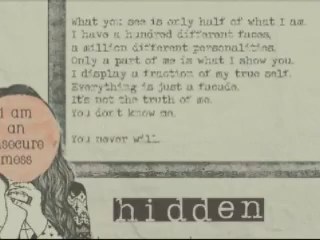 What you see is only half of what I am.
I have a hundred different faces,
a million different personalities.
Only a part of me is what I show you.
I display a fraction of my true self.
Everything is just a facade.
It's not the truth of me.
You don't know me.
You never will.
I am
an
insecure
mess
hidden